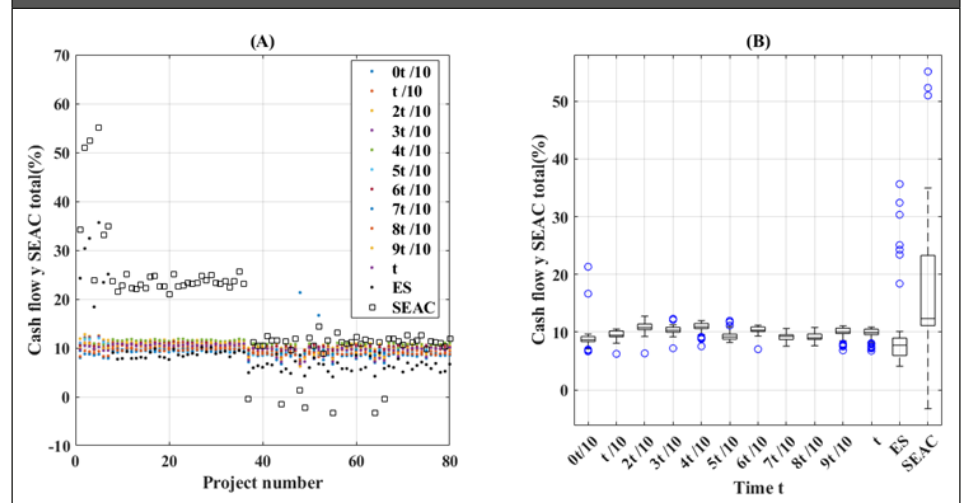 (A)
Cash flow y SEAC total(%)
70
60
50
40
30
20
10
0
-10
0
20
40
60
80
Project number
0t /10
t /10
2t /10
3t /10
4t /10
5t /10
6t /10
7t /10
8t /10
9t /10
t
ES
SEAC
(B)
Cash flow y SEAC total(%)
50
40
30
20
10
0
0t/10
t /10
2t /10
3t /10
4t /10
5t /10
6t /10
7t /10
8t /10
9t /10
t
ES
SEAC
Time t